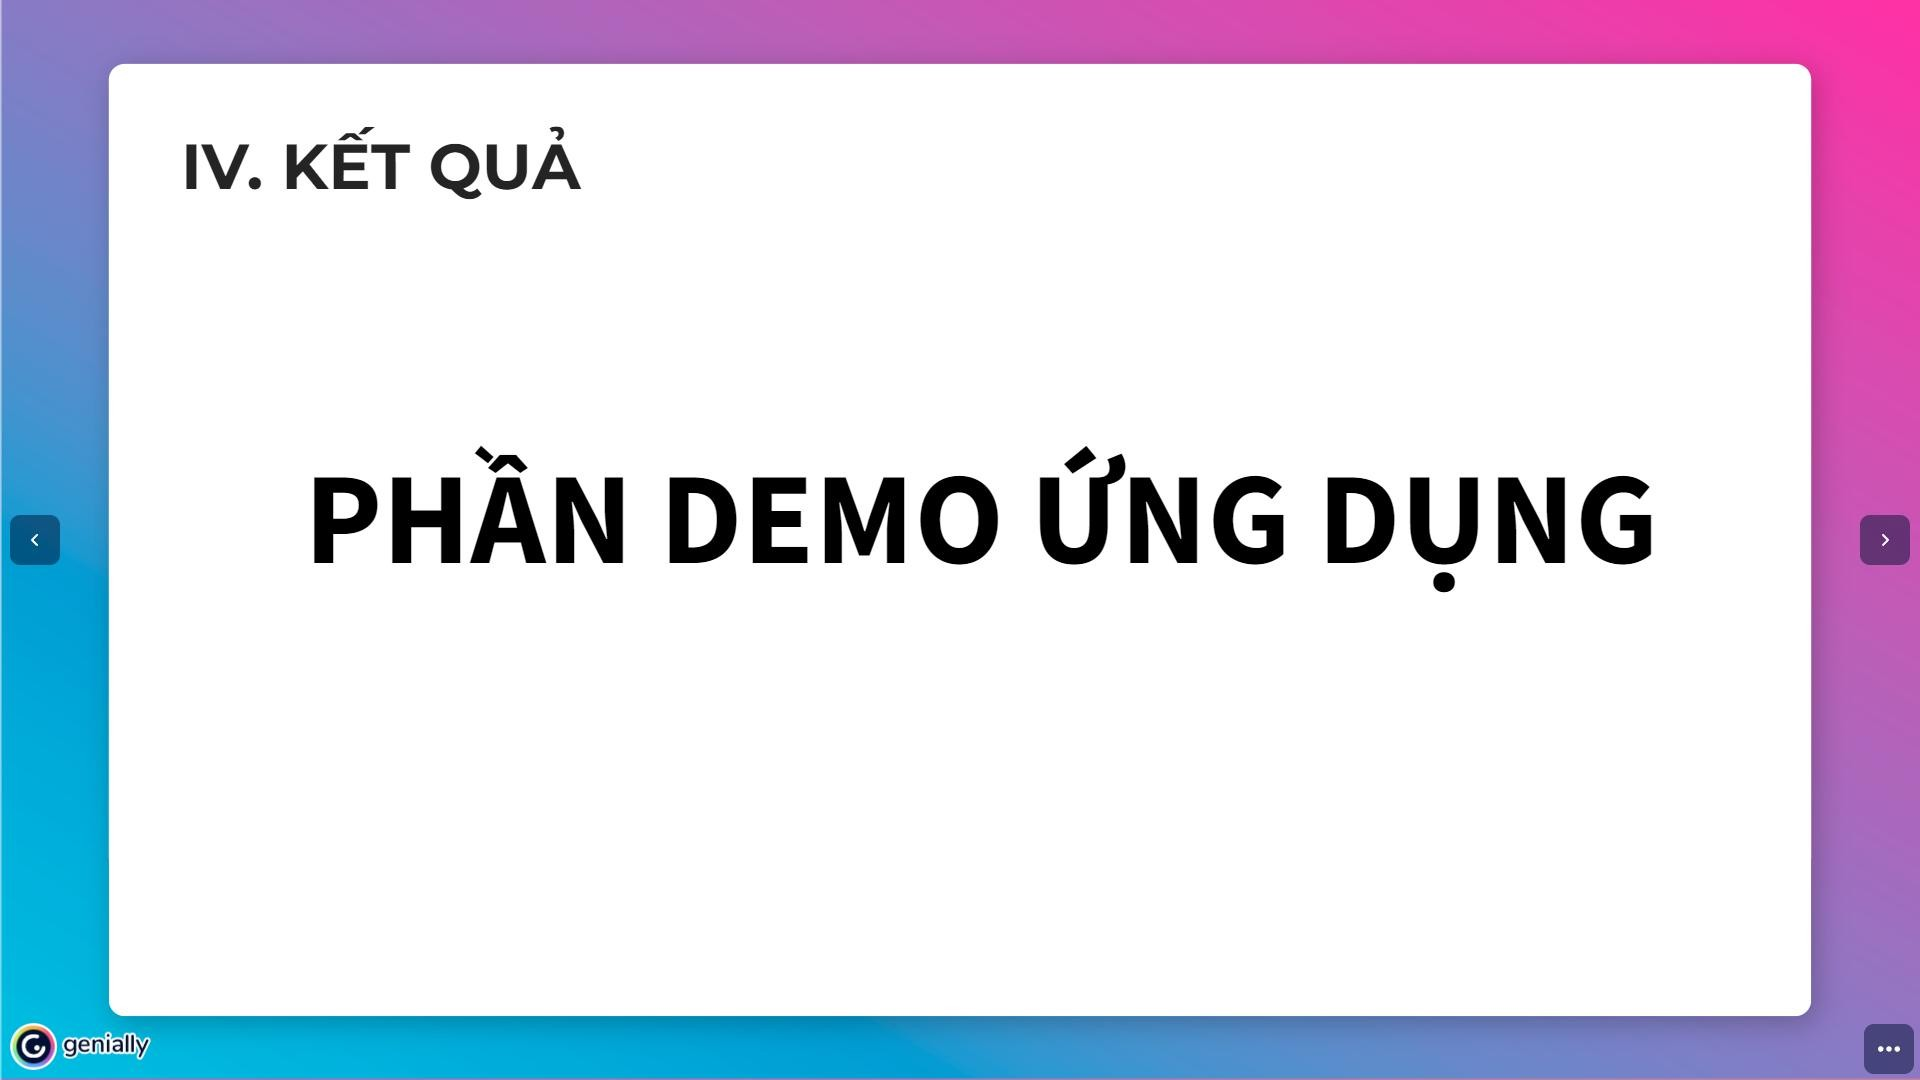 IV. KẾT QUẢ
PHẦN DEMO ỨNG DỤNG
genially